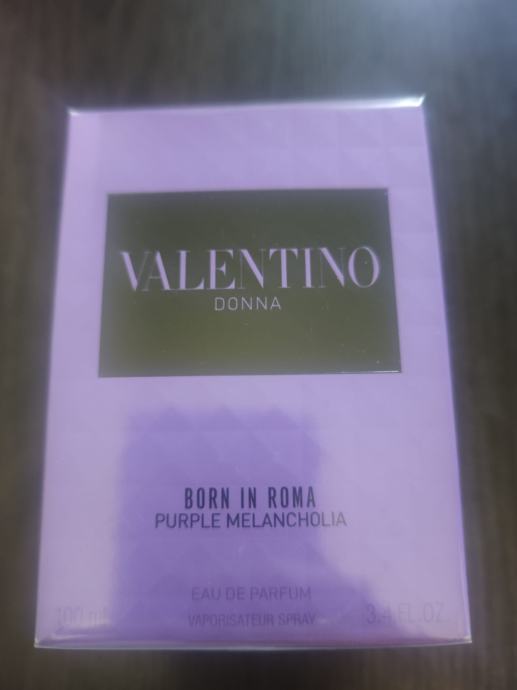 VALENTINO
DONNA
BORN IN ROMA
PURPLE MELANCHOLIA
EAU DE PARFUM
100 ml VAPORISATEUR SPRAY 3.4 FL.OZ.